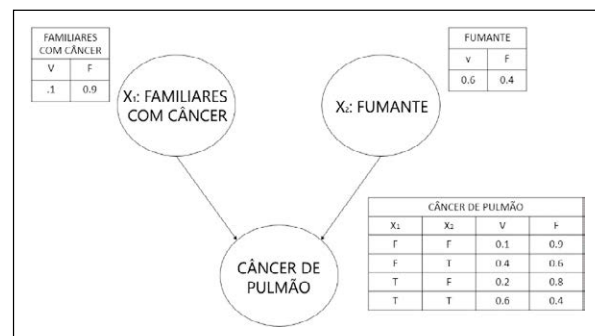 FAMILIARES
COM CÂNCER
V F
.1 0.9
FUMANTE
v F
0.6 0.4
X₁: FAMILIARES
COM CÂNCER
X₂: FUMANTE
CÂNCER DE
PULMÃO
CÂNCER DE PULMÃO
X₁ X₂ V F
F F 0.1 0.9
F T 0.4 0.6
T F 0.2 0.8
T T 0.6 0.4